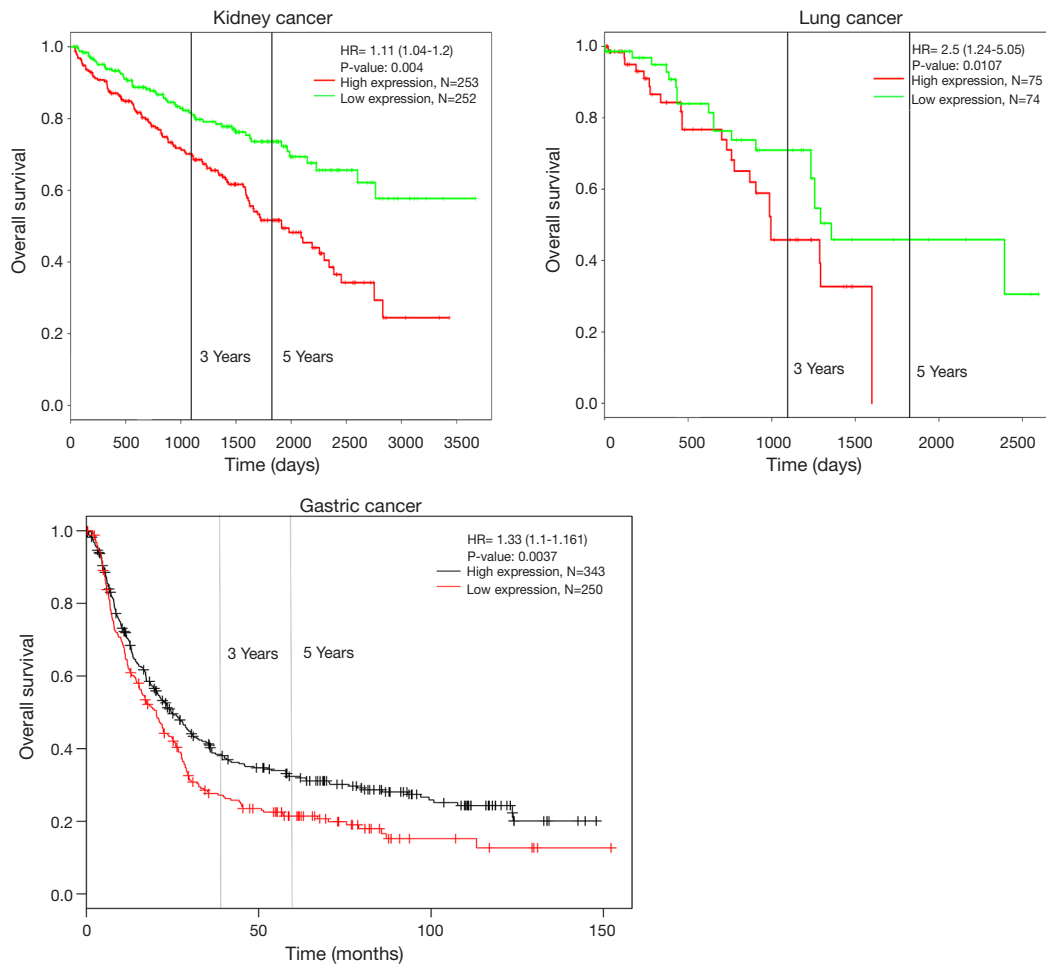 Kidney cancer
HR= 1.11 (1.04-1.2)
P-value: 0.004
High expression, N=253
Low expression, N=252
1.0
0.8
0.6
0.4
0.2
0.0
Overall survival
3 Years
5 Years
0 500 1000 1500 2000 2500 3000 3500
Time (days)
Lung cancer
HR= 2.5 (1.24-5.05)
P-value: 0.0107
High expression, N=75
Low expression, N=74
1.0
0.8
0.6
0.4
0.2
0.0
Overall survival
3 Years
5 Years
0 500 1000 1500 2000 2500
Time (days)
Gastric cancer
HR= 1.33 (1.1-1.161)
P-value: 0.0037
High expression, N=343
Low expression, N=250
1.0
0.8
0.6
0.4
0.2
0.0
Overall survival
3 Years
5 Years
0 50 100 150
Time (months)